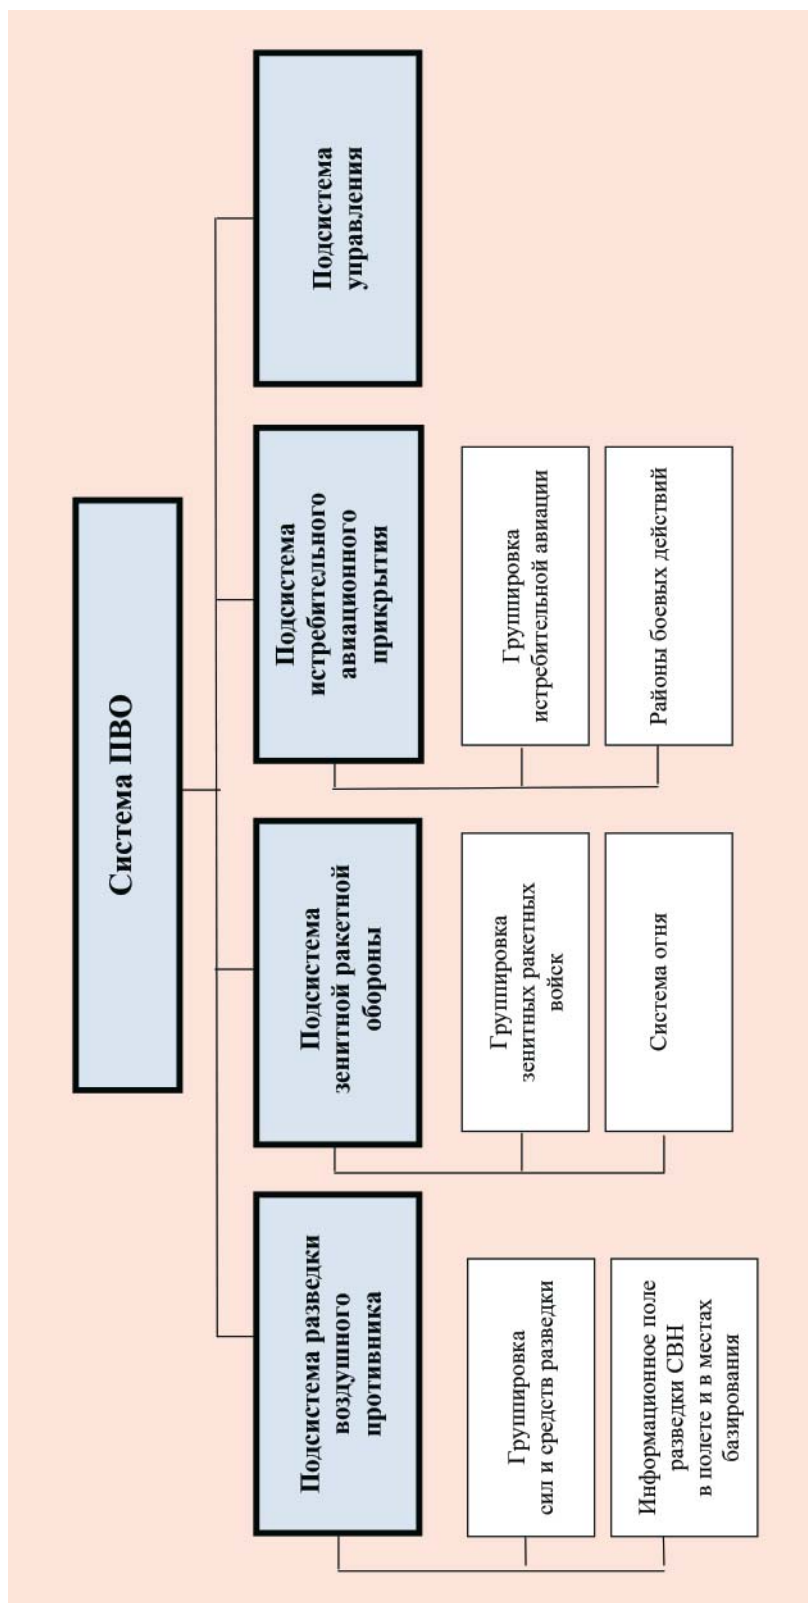 Система ПВО
Подсистема разведки
воздушного
противника
Группировка
сил и средств разведки
Информационное поле
разведки СВН
в полете и в местах
базирования
Подсистема
зенитной ракетной
обороны
Группировка
зенитных ракетных
войск
Система огня
Подсистема
истребительного
авиационного
прикрытия
Группировка
истребительной авиации
Районы боевых действий
Подсистема
управления